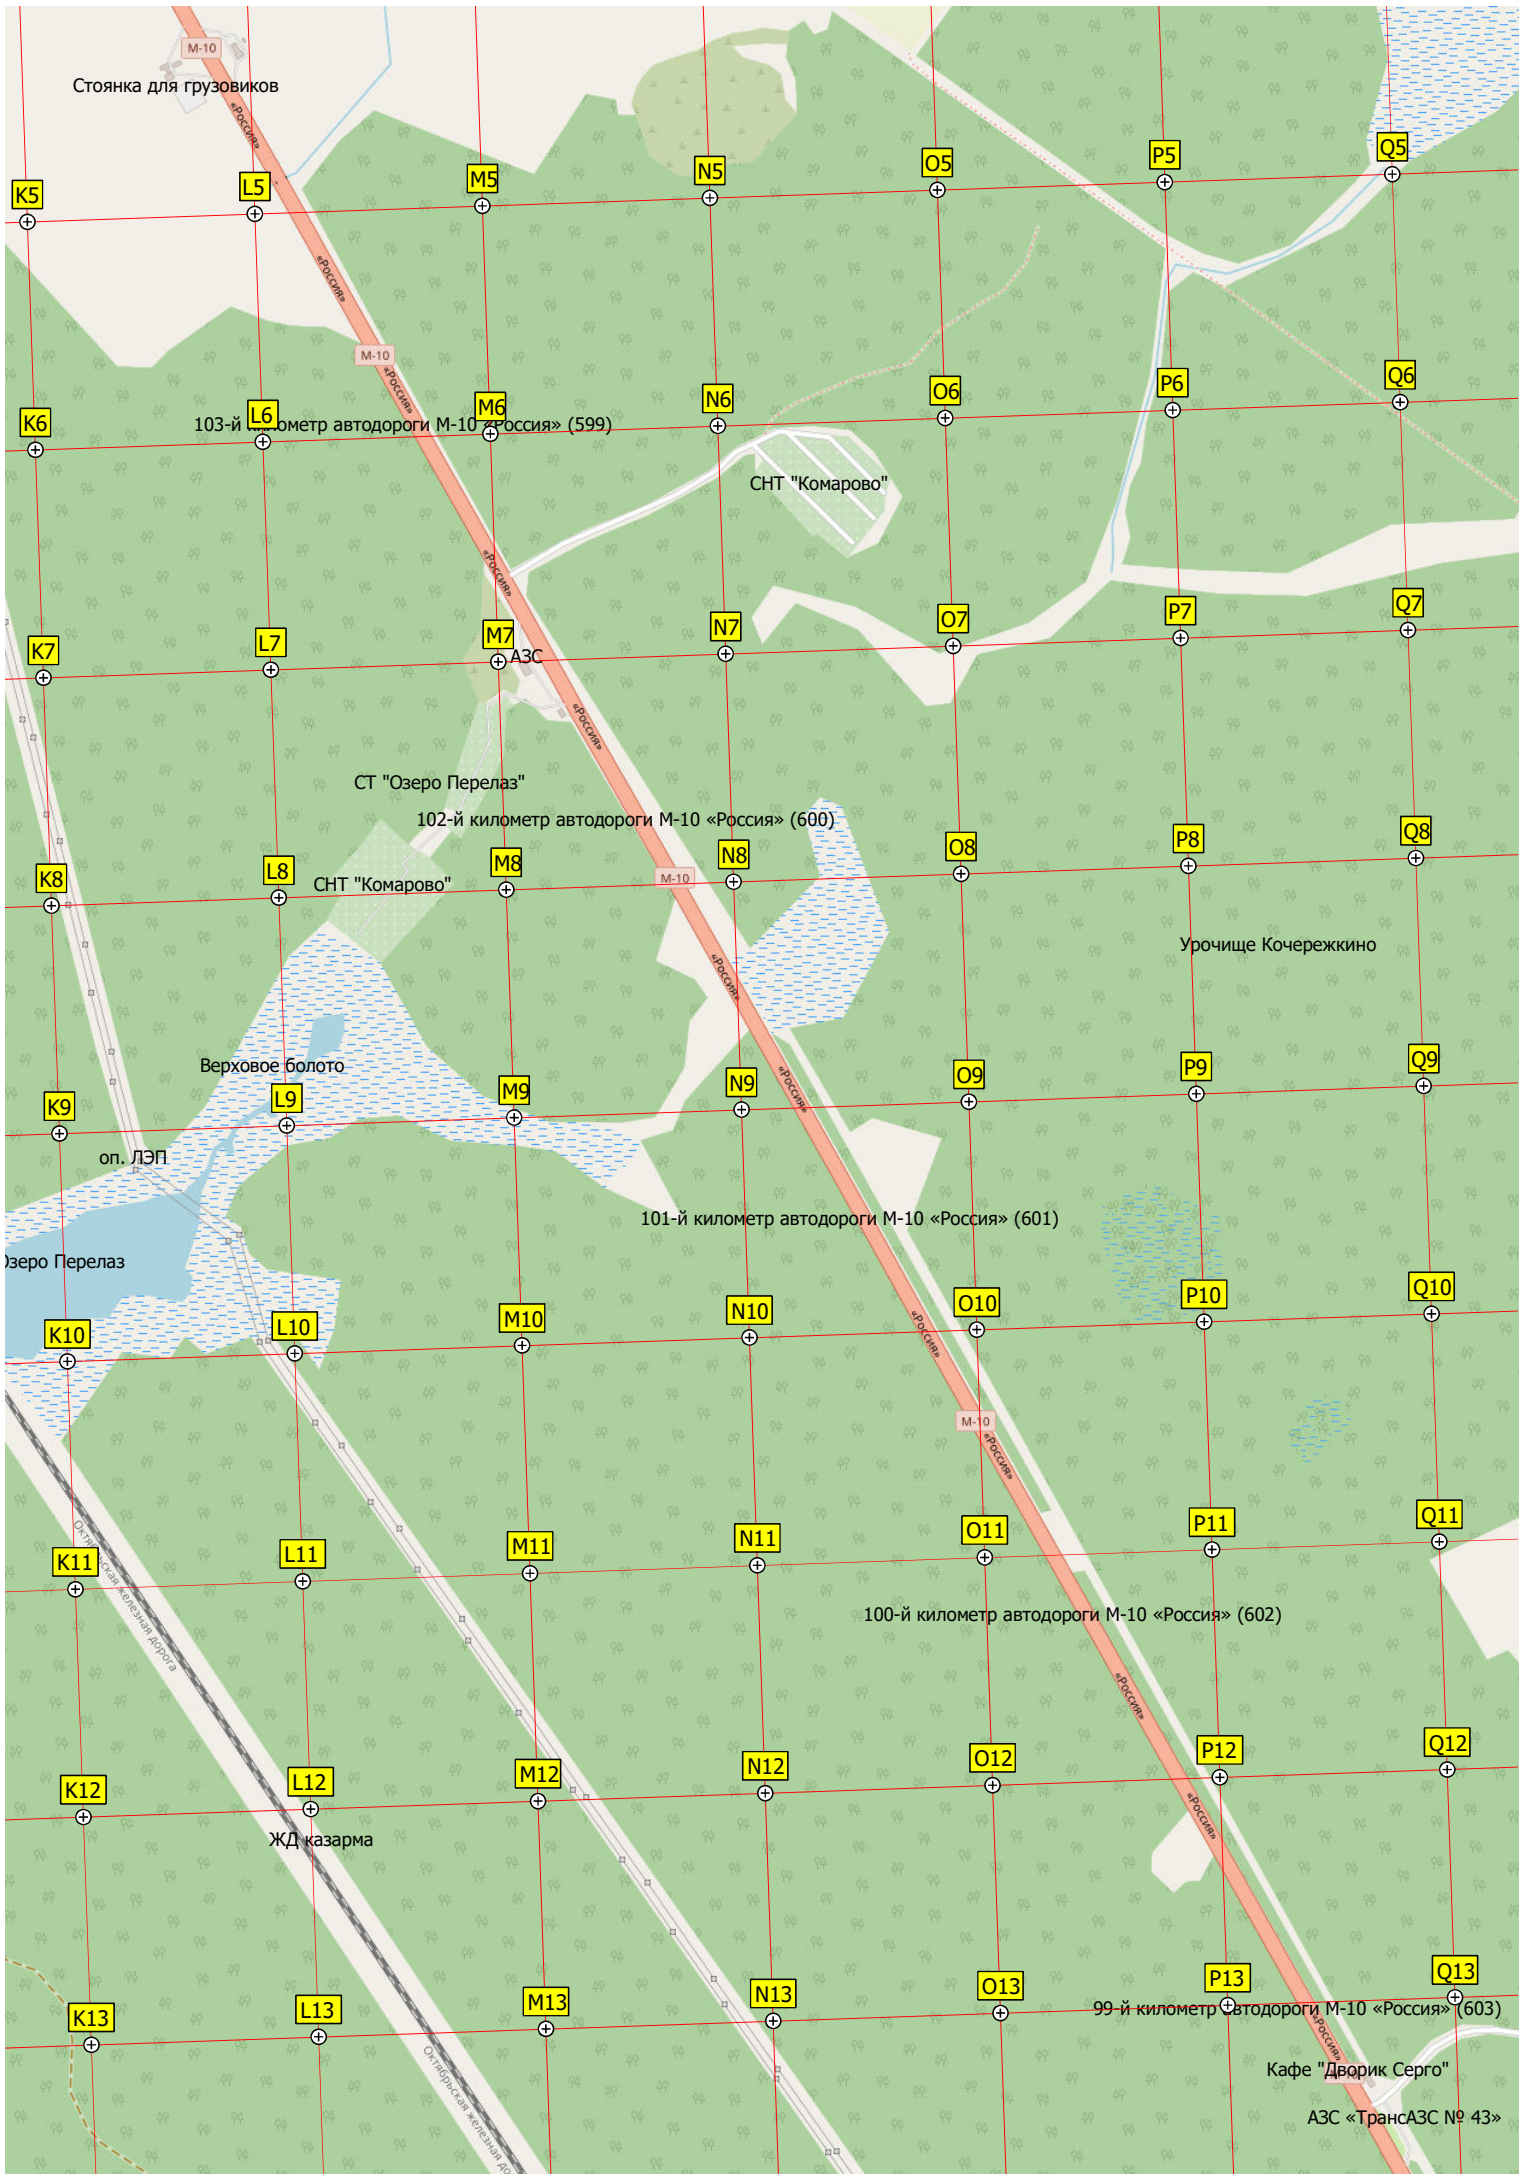 M-10
Стоянка для грузовиков
«Россия»
K5
L5
M5
N5
O5
P5
Q5
«Россия»
M-10
«Россия»
K6
L6
M6
N6
O6
P6
Q6
103-й километр автодороги М-10 «Россия» (599)
СНТ "Комарово"
«Россия»
K7
L7
M7
N7
O7
P7
Q7
АЗС
«Россия»
СТ "Озеро Перелаз"
102-й километр автодороги М-10 «Россия» (600)
K8
L8
M8
N8
O8
P8
Q8
M-10
СНТ "Комарово"
Урочище Кочережкино
«Россия»
Верховое болото
«Россия»
K9
L9
M9
N9
O9
P9
Q9
оп. ЛЭП
101-й километр автодороги М-10 «Россия» (601)
Озеро Перелаз
K10
L10
M10
N10
O10
P10
Q10
«Россия»
M-10
«Россия»
Октябрьская железная дорога
K11
L11
M11
N11
O11
P11
Q11
100-й километр автодороги М-10 «Россия» (602)
«Россия»
K12
L12
M12
N12
O12
P12
Q12
«Россия»
ЖД казарма
K13
L13
M13
N13
O13
P13
Q13
99-й километр автодороги М-10 «Россия» (603)
«Россия»
Октябрьская железная до
Кафе "Дворик Серго"
АЗС «ТрансАЗС № 43»